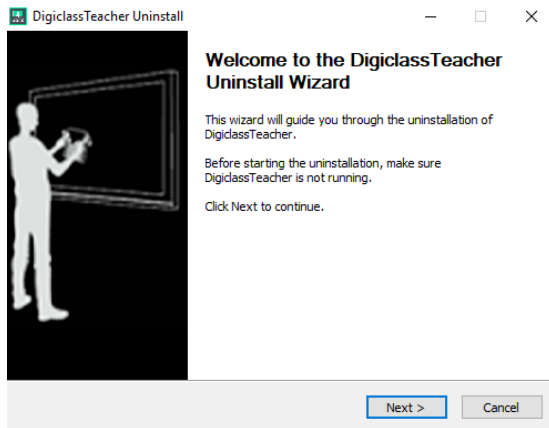 DigiclassTeacher Uninstall
Welcome to the DigiclassTeacher
Uninstall Wizard
This wizard will guide you through the uninstallation of
DigiclassTeacher.
Before starting the uninstallation, make sure
DigiclassTeacher is not running.
Click Next to continue.
Next >
Cancel